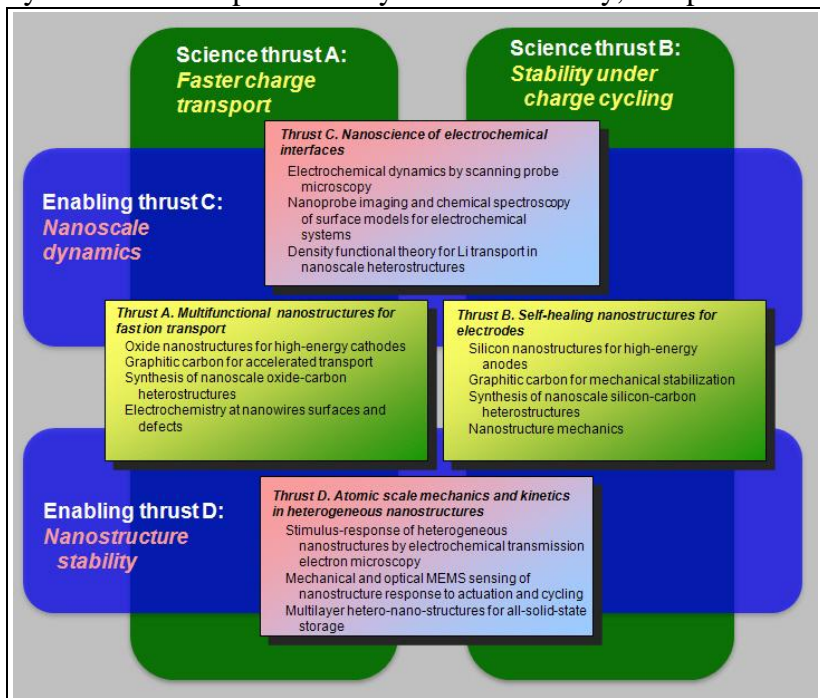 Science thrust A:
Faster charge
transport
Science thrust B:
Stability under
charge cycling
Thrust C. Nanoscience of electrochemical
interfaces
Electrochemical dynamics by scanning probe
microscopy
Nanoprobe imaging and chemical spectroscopy
of surface models for electrochemical
systems
Density functional theory for Li transport in
nanoscale heterostructures
Enabling thrust C:
Nanoscale
dynamics
Thrust A. Multifunctional nanostructures for
fast ion transport
Oxide nanostructures for high-energy cathodes
Graphitic carbon for accelerated transport
Synthesis of nanoscale oxide-carbon
heterostructures
Electrochemistry at nanowires surfaces and
defects
Thrust B. Self-healing nanostructures for
electrodes
Silicon nanostructures for high-energy
anodes
Graphitic carbon for mechanical stabilization
Synthesis of nanoscale silicon-carbon
heterostructures
Nanostructure mechanics
Enabling thrust D:
Nanostructure
stability
Thrust D. Atomic scale mechanics and kinetics
in heterogeneous nanostructures
Stimulus-response of heterogeneous
nanostructures by electrochemical transmission
electron microscopy
Mechanical and optical MEMS sensing of
nanostructure response to actuation and cycling
Multilayer hetero-nano-structures for all-solid-state
storage